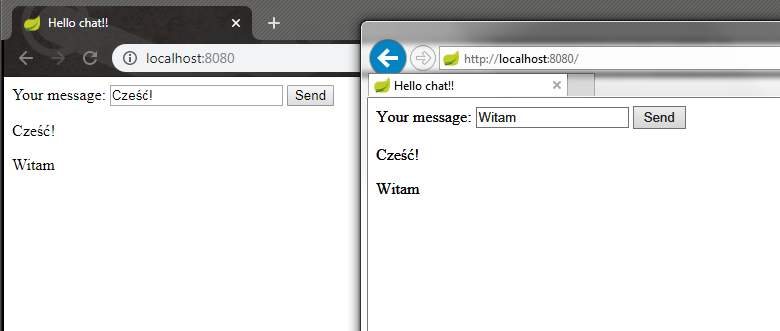 Hello chat!!
localhost:8080
Your message: Cześć! Send
Cześć!
Witam
http://localhost:8080/
Hello chat!!
Your message: Witam Send
Cześć!
Witam